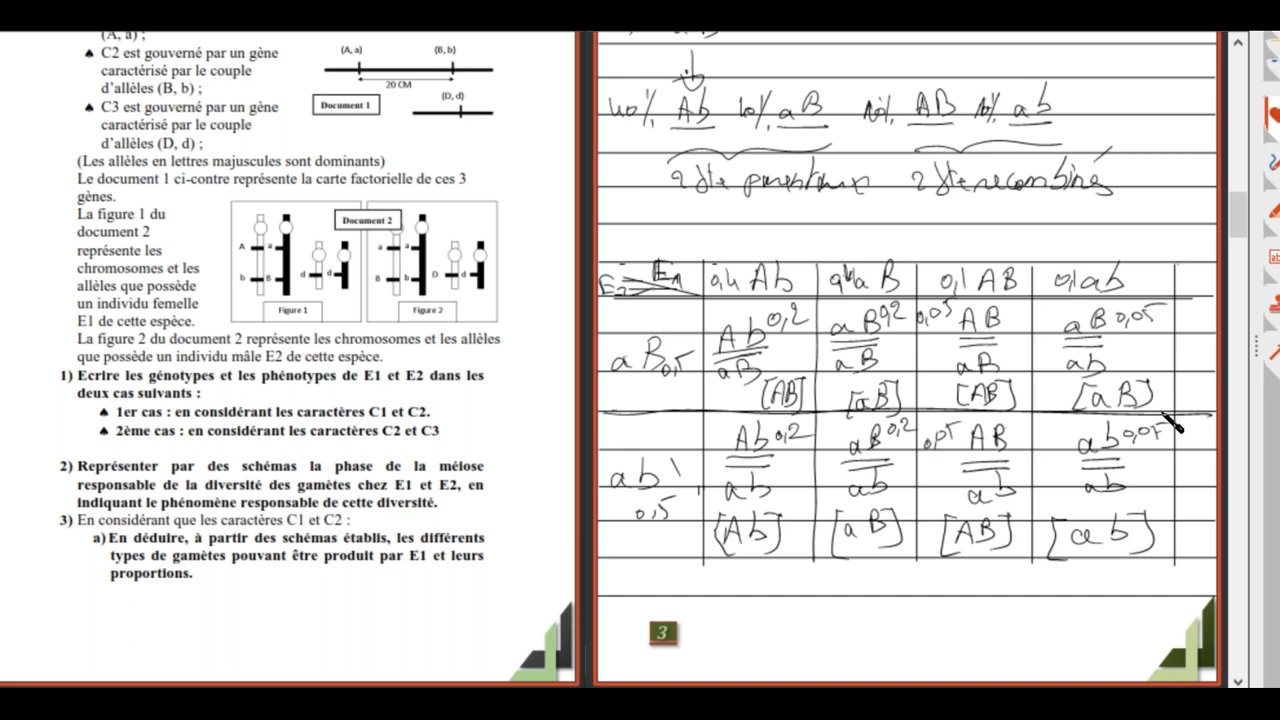 (A, a) ;
♠ C2 est gouverné par un gène
caractérisé par le couple
d'allèles (B, b) ;
♠ C3 est gouverné par un gène
caractérisé par le couple
d'allèles (D, d) ;
(A, a) (B, b)
20 CM
Document 1
(D, d)
(Les allèles en lettres majuscules sont dominants)
Le document 1 ci-contre représente la carte factorielle de ces 3
gènes.
La figure 1 du
document 2
représente les
chromosomes et les
allèles que possède
un individu femelle
E1 de cette espèce.
Document 2
A a a a
d d D d
b B B b
Figure 1 Figure 2
La figure 2 du document 2 représente les chromosomes et les allèles
que possède un individu mâle E2 de cette espèce.
1) Ecrire les génotypes et les phénotypes de E1 et E2 dans les
deux cas suivants :
♠ 1er cas : en considérant les caractères C1 et C2.
♠ 2ème cas : en considérant les caractères C2 et C3
2) Représenter par des schémas la phase de la méiose
responsable de la diversité des gamètes chez E1 et E2, en
indiquant le phénomène responsable de cette diversité.
3) En considérant que les caractères C1 et C2 :
a) En déduire, à partir des schémas établis, les différents
types de gamètes pouvant être produit par E1 et leurs
proportions.
40%, Ab 40%, aB 10%, AB 10%, ab
2 gte parentaux 2 gte recombinés
E2 E1 0,4 Ab 0,4 aB 0,1 AB 0,1 ab
Ab 0,2 aB 0,2 0,05 AB aB 0,05
aB 0,5 aB aB aB ab
[AB] [aB] [AB] [aB]
Ab 0,2 aB 0,2 0,05 AB ab 0,05
ab ab ab ab ab
0,5
[Ab] [aB] [AB] [ab]
3